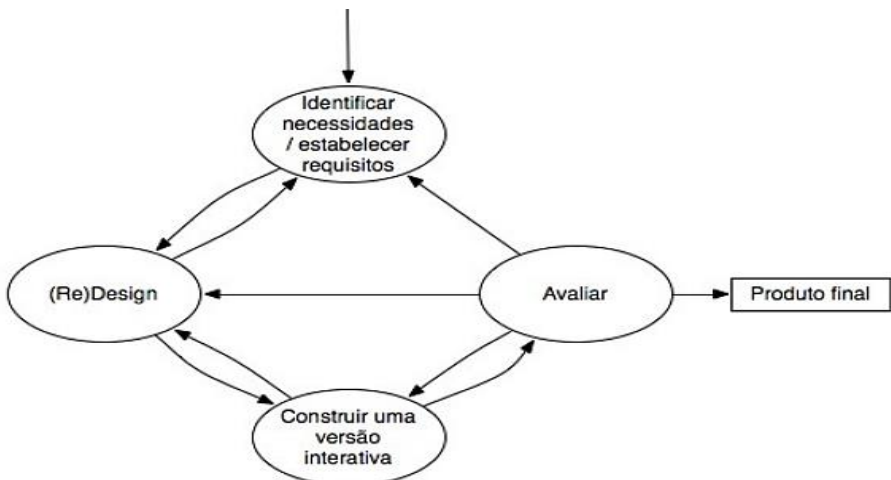 Identificar
necessidades
/ estabelecer
requisitos
(Re)Design
Avaliar
Produto final
Construir uma
versão
interativa